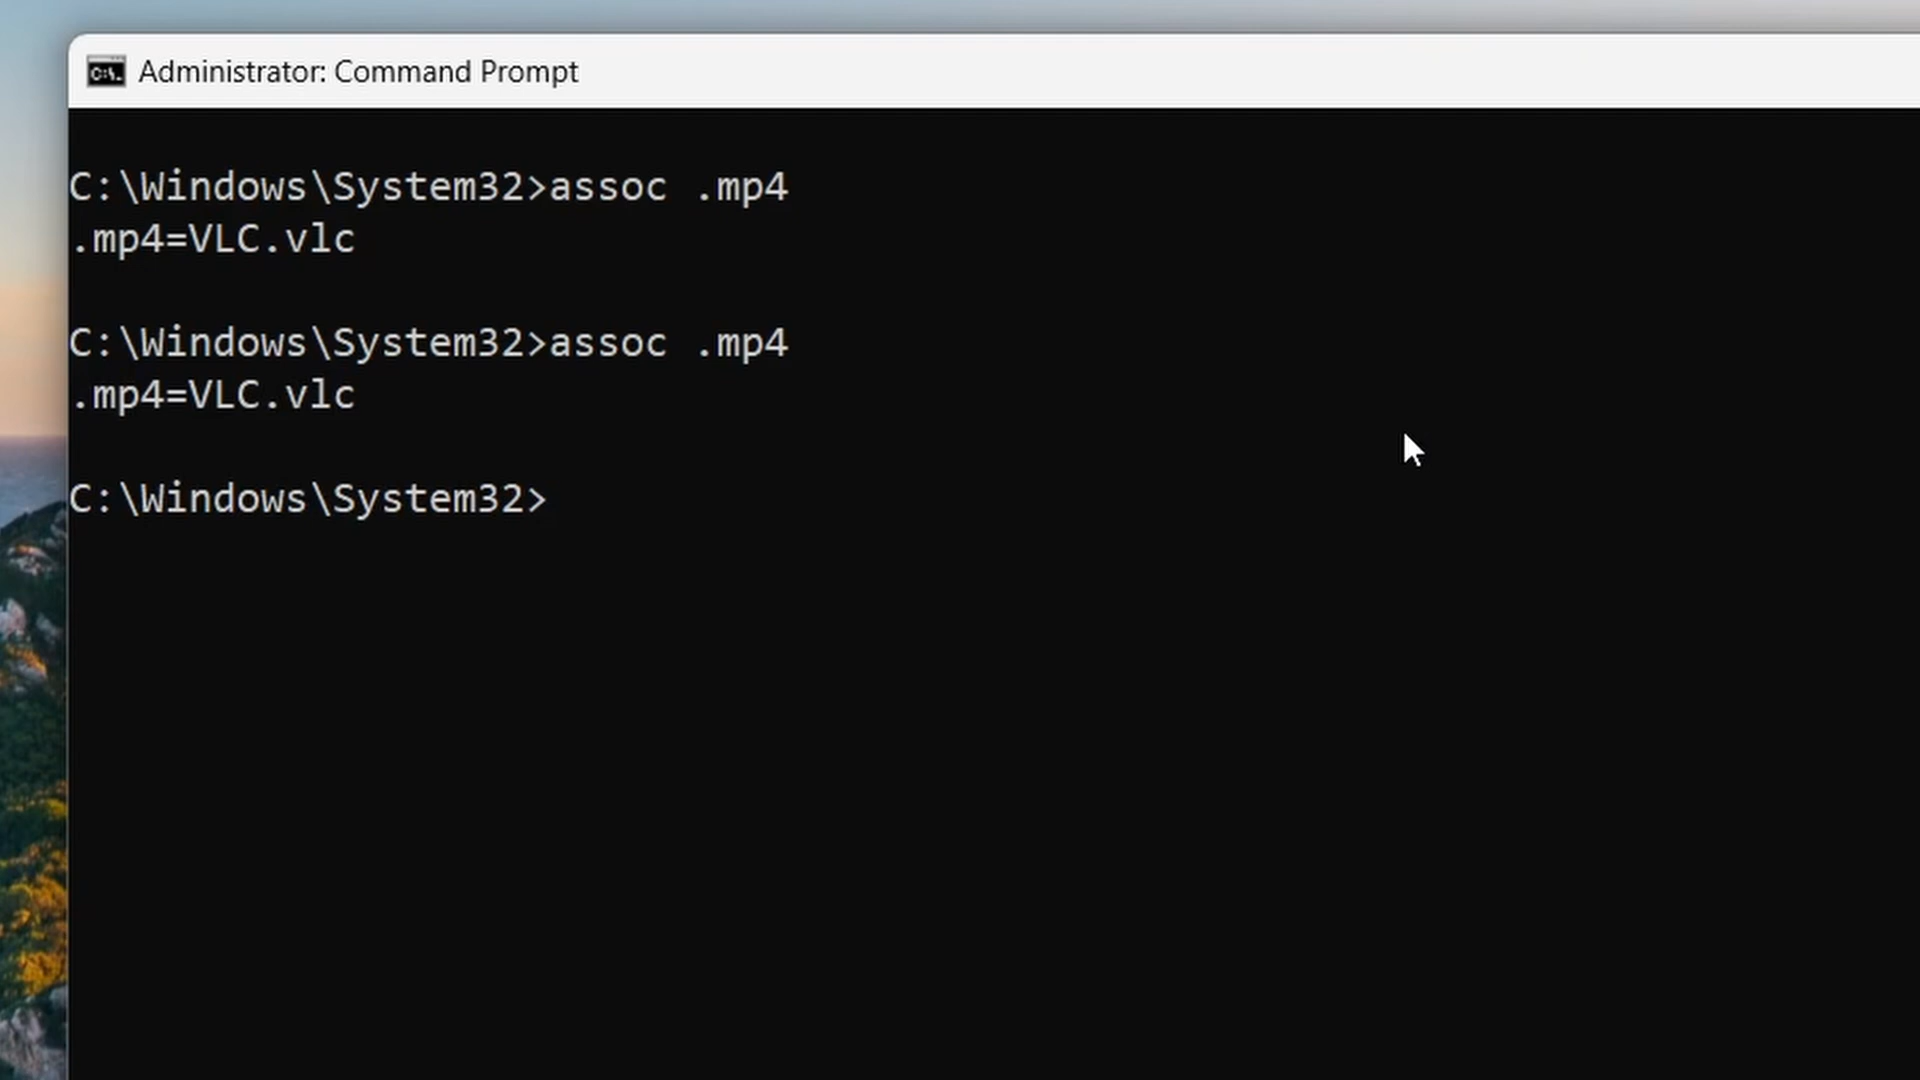 Administrator: Command Prompt
C:\Windows\System32>assoc .mp4
.mp4=VLC.vlc
C:\Windows\System32>assoc .mp4
.mp4=VLC.vlc
C:\Windows\System32>